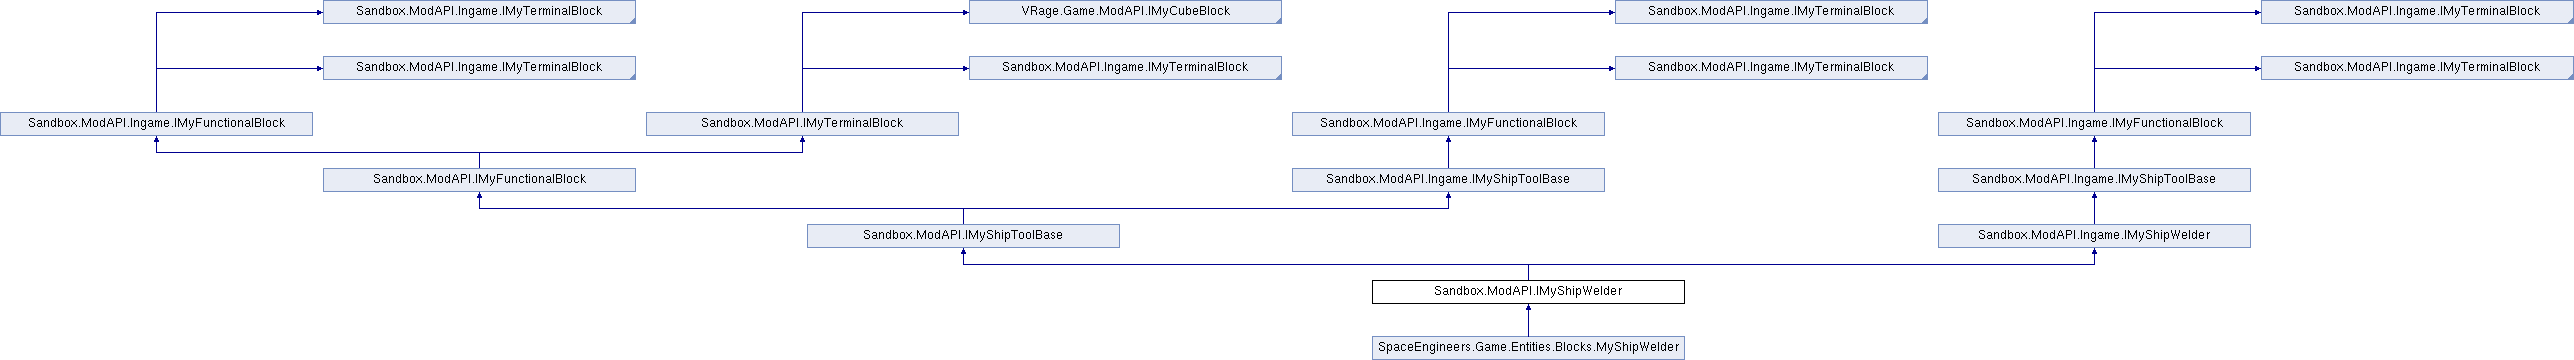 Sandbox.ModAPI.Ingame.IMyTerminalBlock
VRage.Game.ModAPI.IMyCubeBlock
Sandbox.ModAPI.Ingame.IMyTerminalBlock
Sandbox.ModAPI.Ingame.IMyTerminalBlock
Sandbox.ModAPI.Ingame.IMyTerminalBlock
Sandbox.ModAPI.Ingame.IMyTerminalBlock
Sandbox.ModAPI.Ingame.IMyTerminalBlock
Sandbox.ModAPI.Ingame.IMyTerminalBlock
Sandbox.ModAPI.Ingame.IMyFunctionalBlock
Sandbox.ModAPI.IMyTerminalBlock
Sandbox.ModAPI.Ingame.IMyFunctionalBlock
Sandbox.ModAPI.Ingame.IMyFunctionalBlock
Sandbox.ModAPI.IMyFunctionalBlock
Sandbox.ModAPI.Ingame.IMyShipToolBase
Sandbox.ModAPI.Ingame.IMyShipToolBase
Sandbox.ModAPI.IMyShipToolBase
Sandbox.ModAPI.Ingame.IMyShipWelder
Sandbox.ModAPI.IMyShipWelder
SpaceEngineers.Game.Entities.Blocks.MyShipWelder